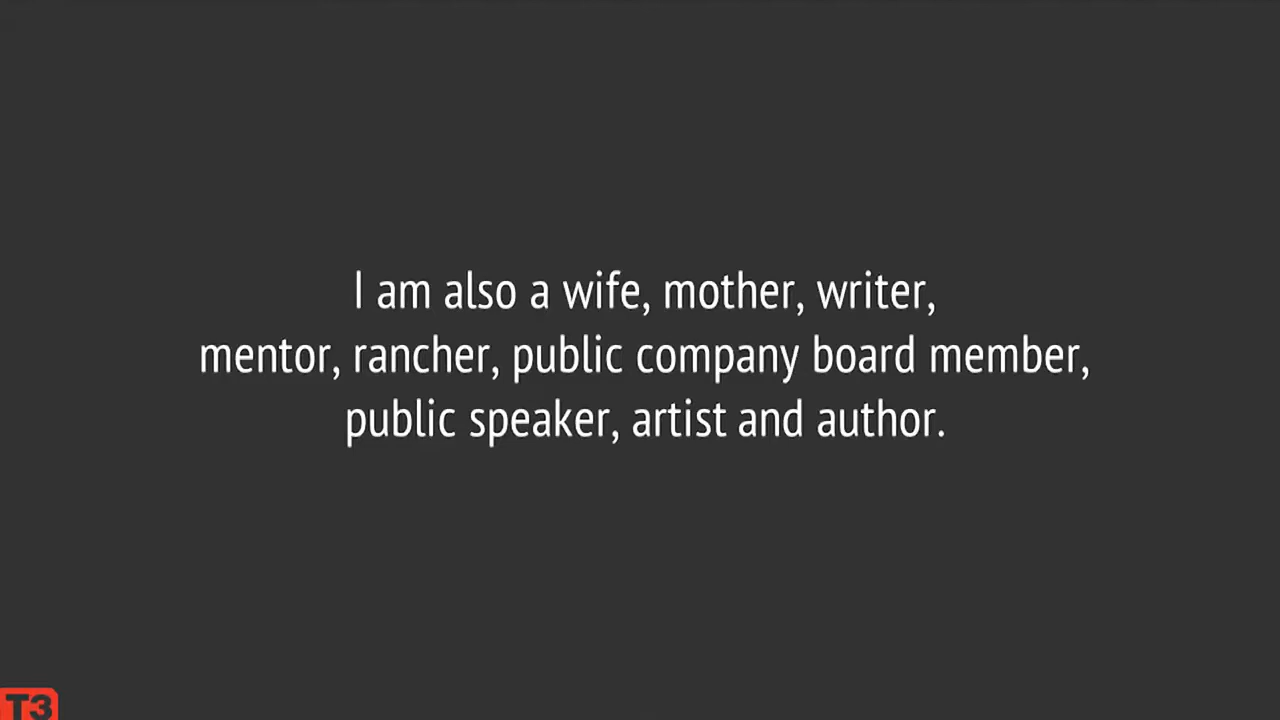 I am also a wife, mother, writer,
mentor, rancher, public company board member,
public speaker, artist and author.
T3